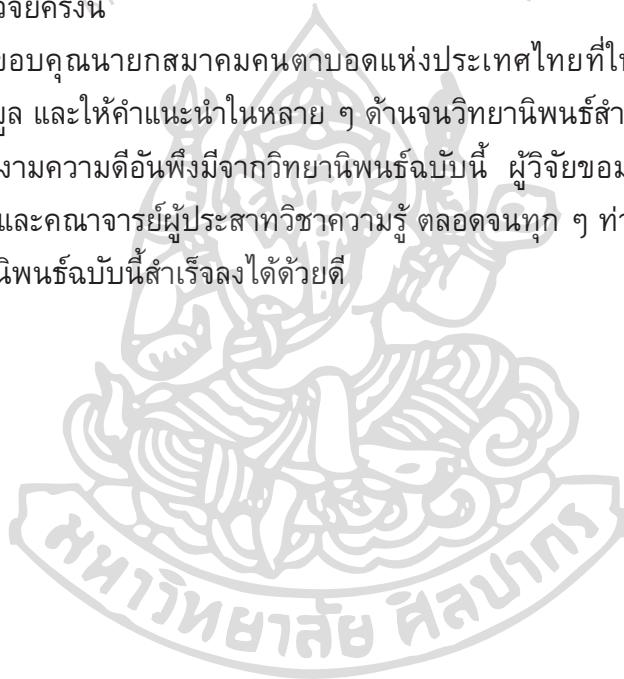 วิจัยครั้งนี้
ขอบคุณนายกสมาคมคนตาบอดแห่งประเทศไทยที่ให้
และให้คำแนะนำในหลาย ๆ ด้านจนวิทยานิพนธ์สำ
งามความดีอันพึงมีจากวิทยานิพนธ์ฉบับนี้ ผู้วิจัยขอม
และคณาจารย์ผู้ประสาทวิชาความรู้ ตลอดจนทุก ๆ ท่า
นิพนธ์ฉบับนี้สำเร็จลงได้ด้วยดี
มหาวิทยาลัย ศิลปากร